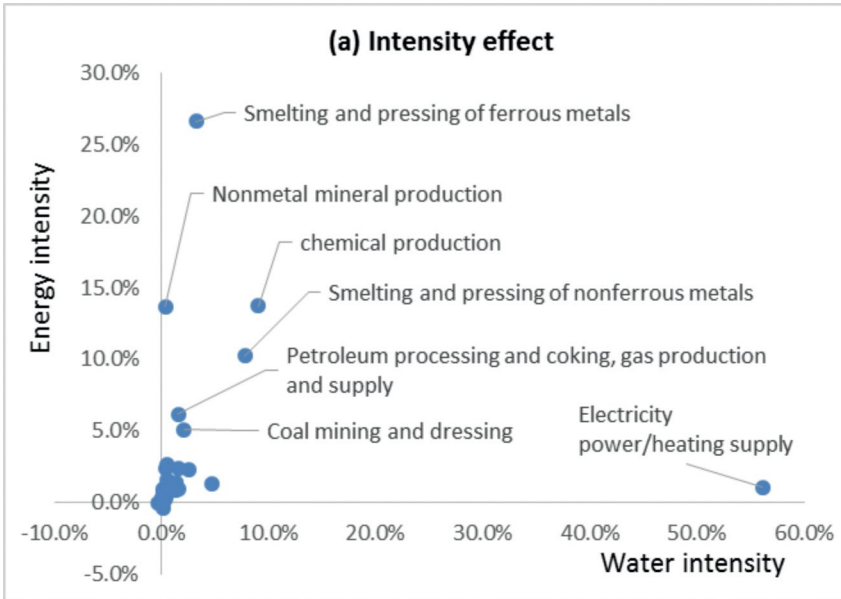 (a) Intensity effect
30.0%
Smelting and pressing of ferrous metals
25.0%
Nonmetal mineral production
20.0%
chemical production
15.0%
Smelting and pressing of nonferrous metals
10.0%
Petroleum processing and coking, gas production
and supply
5.0%
Coal mining and dressing
Electricity
power/heating supply
0.0%
-10.0% 0.0% 10.0% 20.0% 30.0% 40.0% 50.0% 60.0%
-5.0%
Water intensity
Energy intensity